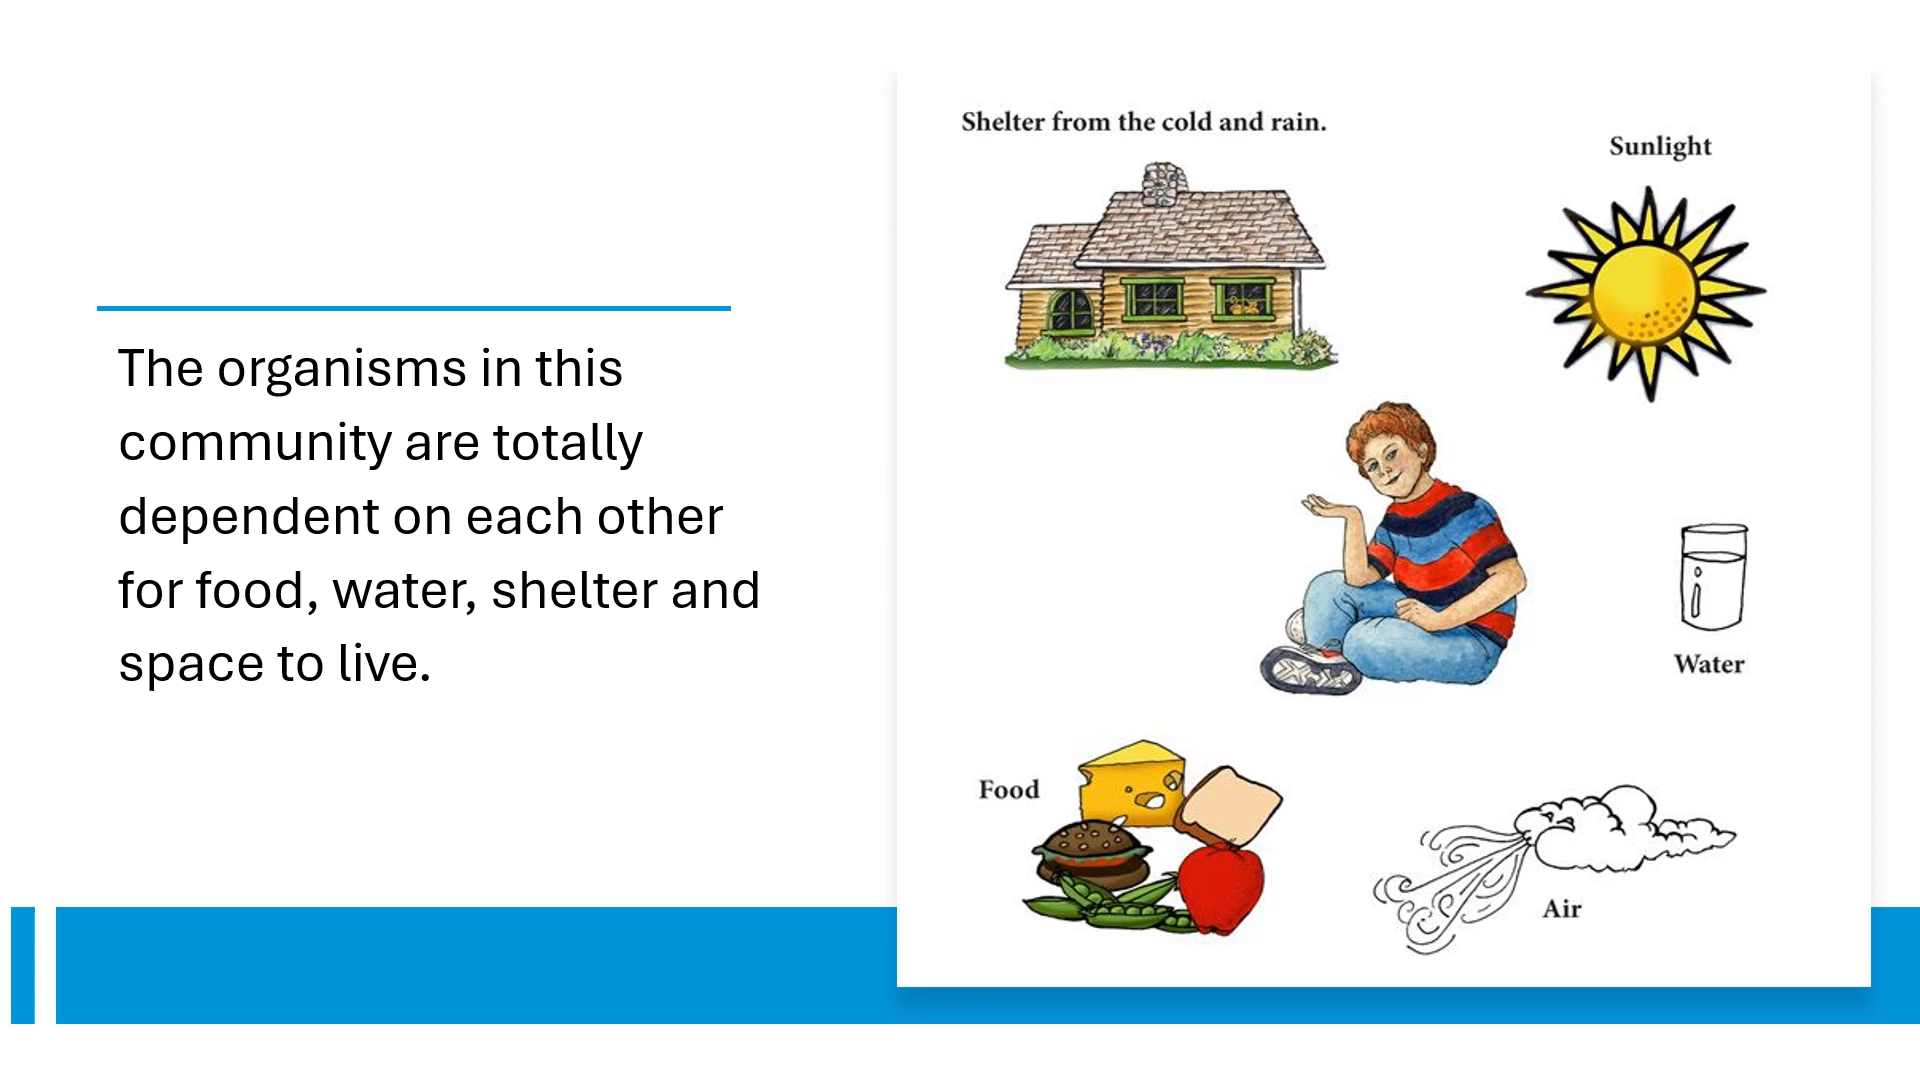 The organisms in this
community are totally
dependent on each other
for food, water, shelter and
space to live.
Shelter from the cold and rain.
Sunlight
Water
Food
Air